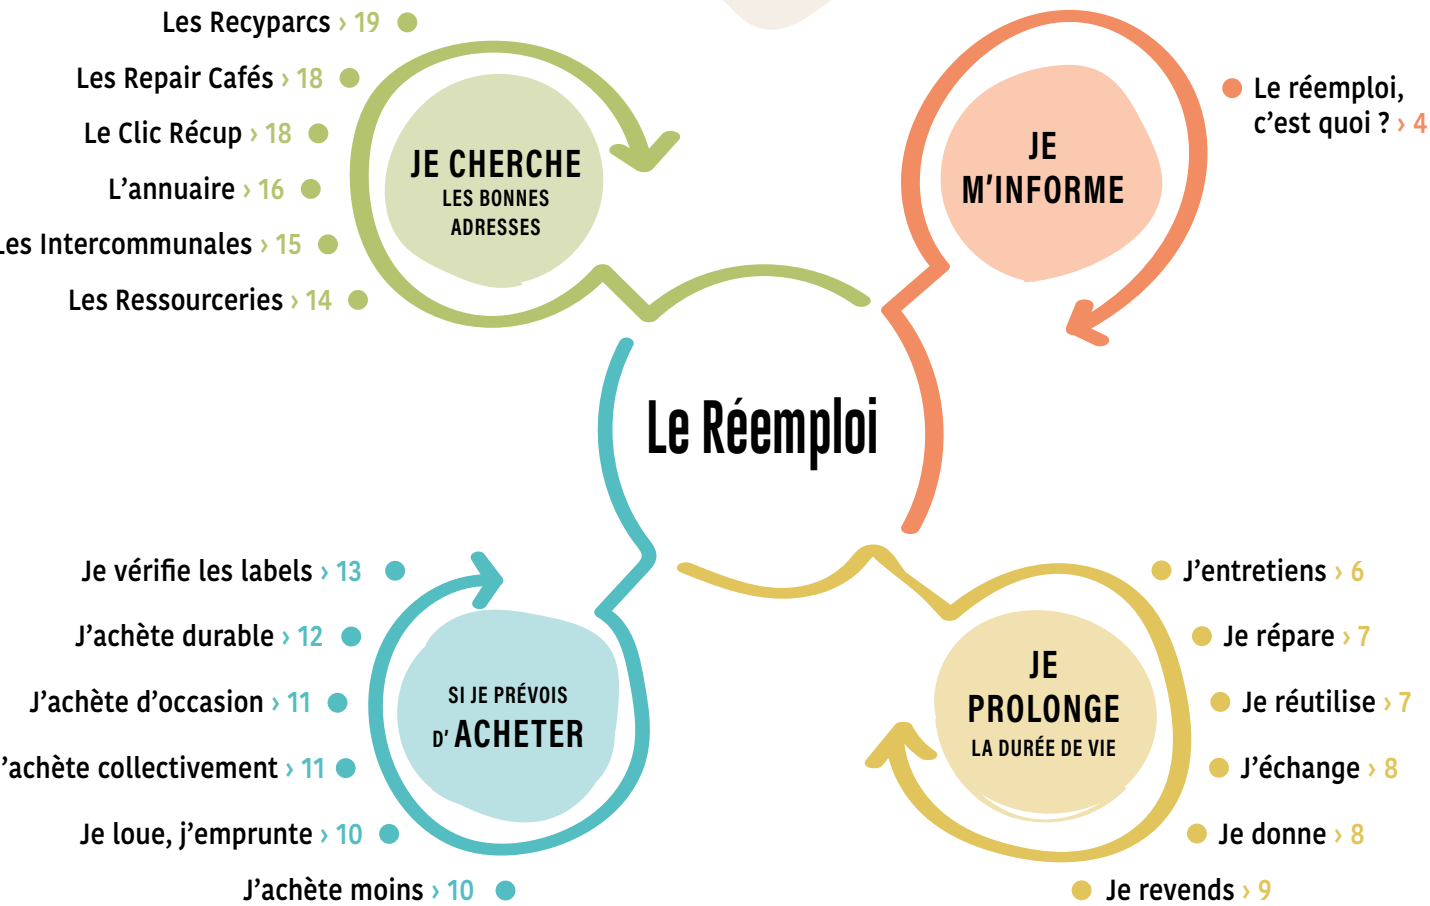 Les Recyparcs › 19
Les Repair Cafés › 18
Le Clic Récup › 18
L’annuaire › 16
Les Intercommunales › 15
Les Ressourceries › 14
JE CHERCHE
LES BONNES
ADRESSES
JE
M’INFORME
Le réemploi,
c’est quoi ? › 4
Le Réemploi
Je vérifie les labels › 13
J’achète durable › 12
J’achète d’occasion › 11
’achète collectivement › 11
Je loue, j’emprunte › 10
J’achète moins › 10
SI JE PRÉVOIS
D’ ACHETER
JE
PROLONGE
LA DURÉE DE VIE
J’entretiens › 6
Je répare › 7
Je réutilise › 7
J’échange › 8
Je donne › 8
Je revends › 9